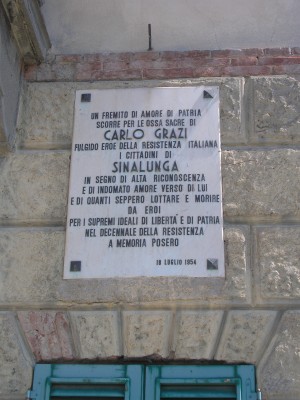 UN FREMITO DI AMORE DI PATRIA
SCORRE PER LE OSSA SACRE DI
CARLO GRAZI
FULGIDO EROE DELLA RESISTENZA ITALIANA
I CITTADINI DI
SINALUNGA
IN SEGNO DI ALTA RICONOSCENZA
E DI INDOMATO AMORE VERSO DI LUI
E DI QUANTI SEPPERO LOTTARE E MORIRE
DA EROI
PER I SUPREMI IDEALI DI LIBERTA' E DI PATRIA
NEL DECENNALE DELLA RESISTENZA
A MEMORIA POSERO
18 LUGLIO 1954